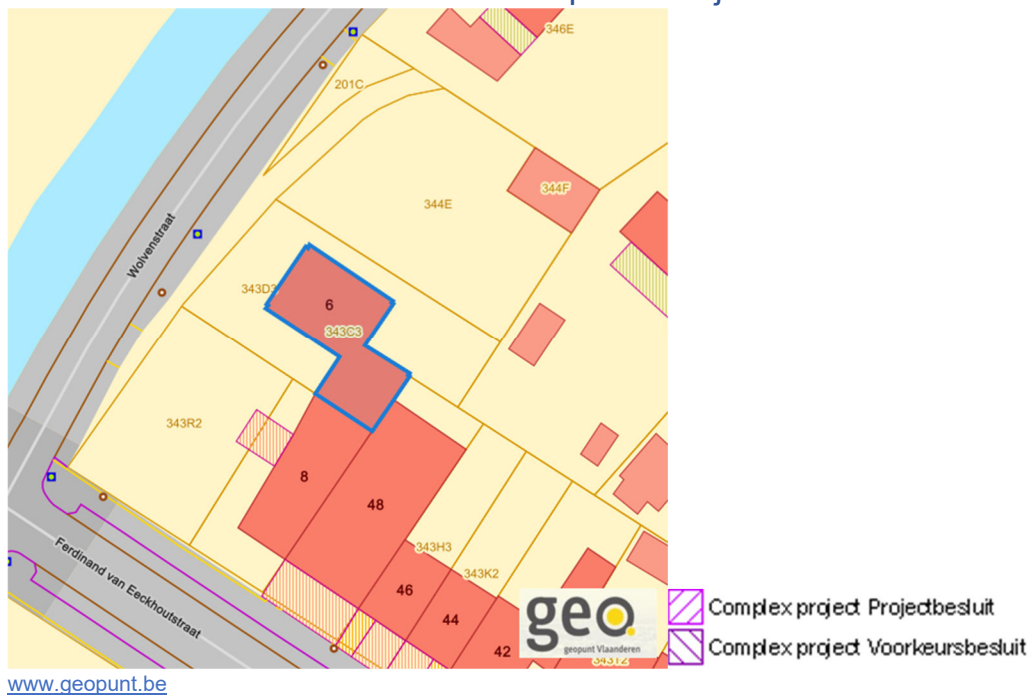 346E
201C
344F
344E
Wolvenstraat
343D3
6
343C3
343R2
8
48
343H3
343K2
Ferdinand van Eeckhoutstraat
46
44
42
geo.
geopunt Vlaanderen
Complex project Projectbesluit
Complex project Voorkeursbesluit
www.geopunt.be